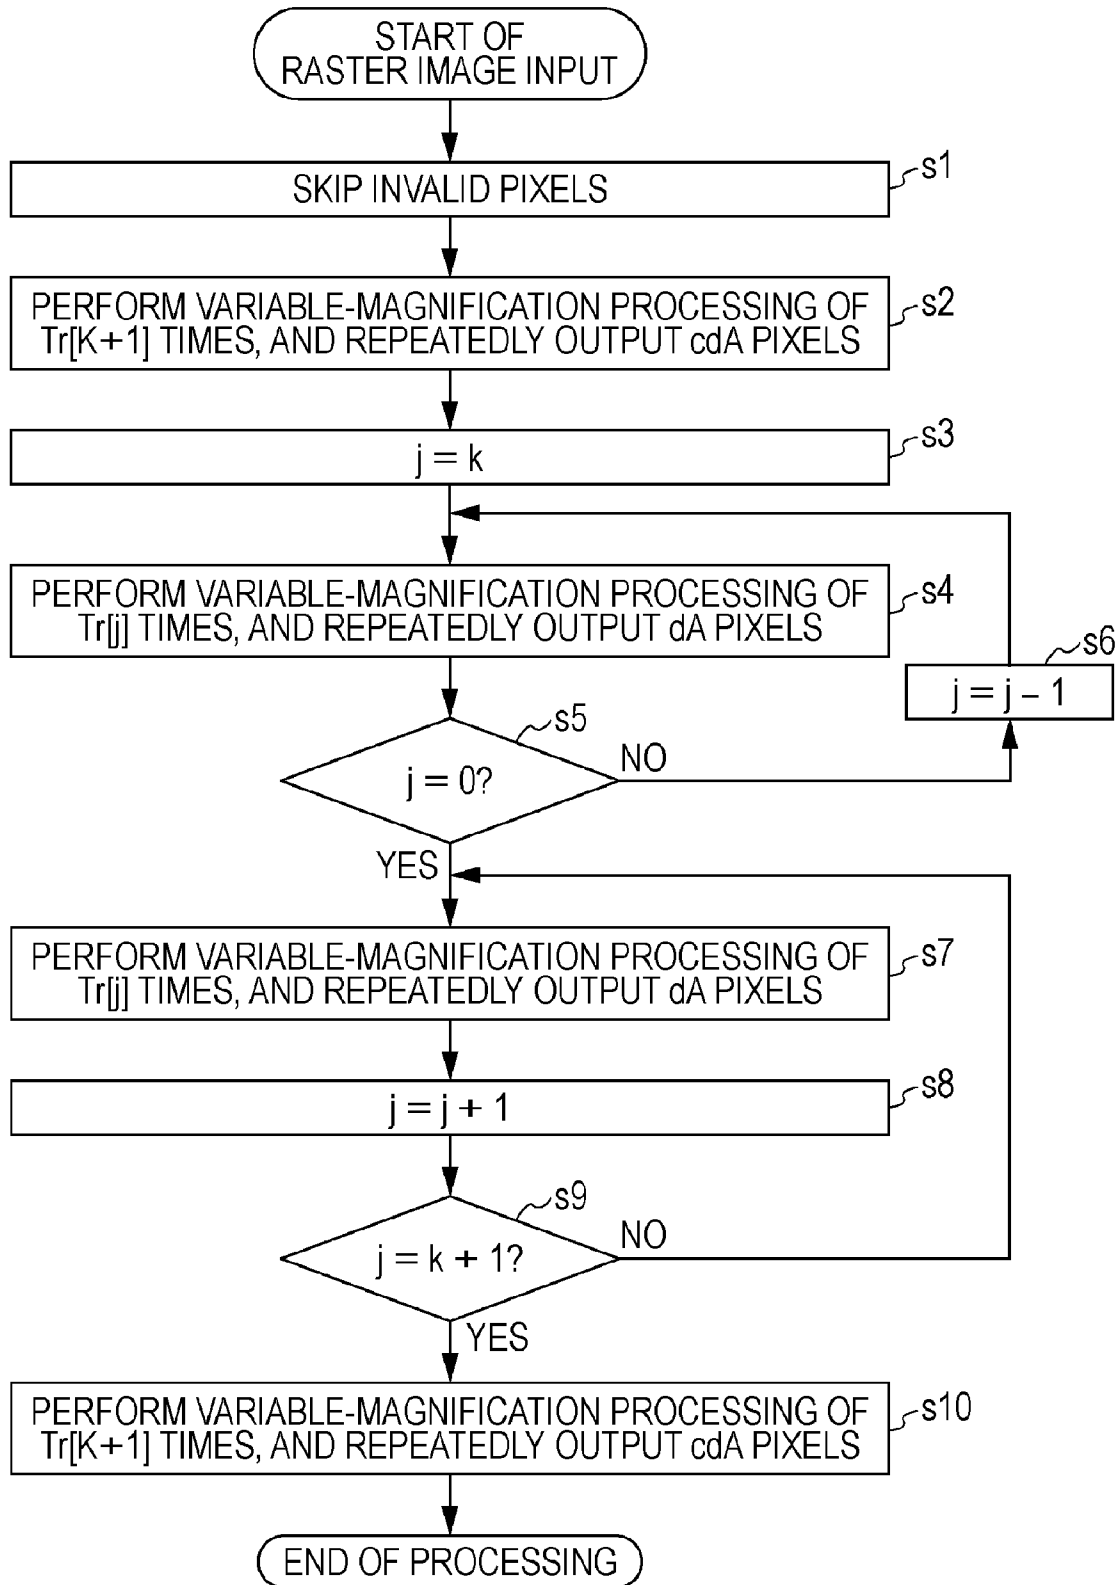 START OF
RASTER IMAGE INPUT
s1
SKIP INVALID PIXELS
s2
PERFORM VARIABLE-MAGNIFICATION PROCESSING OF
Tr[K+1] TIMES, AND REPEATEDLY OUTPUT cdA PIXELS
s3
j = k
s4
PERFORM VARIABLE-MAGNIFICATION PROCESSING OF
Tr[j] TIMES, AND REPEATEDLY OUTPUT dA PIXELS
s6
j = j – 1
s5
j = 0?
NO
YES
s7
PERFORM VARIABLE-MAGNIFICATION PROCESSING OF
Tr[j] TIMES, AND REPEATEDLY OUTPUT dA PIXELS
s8
j = j + 1
s9
j = k + 1?
NO
YES
s10
PERFORM VARIABLE-MAGNIFICATION PROCESSING OF
Tr[K+1] TIMES, AND REPEATEDLY OUTPUT cdA PIXELS
END OF PROCESSING